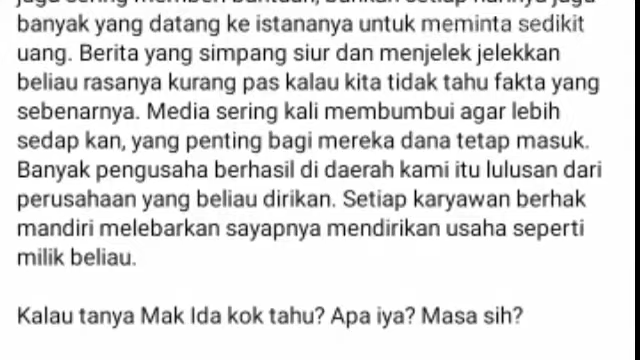 banyak yang datang ke istananya untuk meminta sedikit
uang. Berita yang simpang siur dan menjelek jelekkan
beliau rasanya kurang pas kalau kita tidak tahu fakta yang
sebenarnya. Media sering kali membumbui agar lebih
sedap kan, yang penting bagi mereka dana tetap masuk.
Banyak pengusaha berhasil di daerah kami itu lulusan dari
perusahaan yang beliau dirikan. Setiap karyawan berhak
mandiri melebarkan sayapnya mendirikan usaha seperti
milik beliau.
Kalau tanya Mak Ida kok tahu? Apa iya? Masa sih?